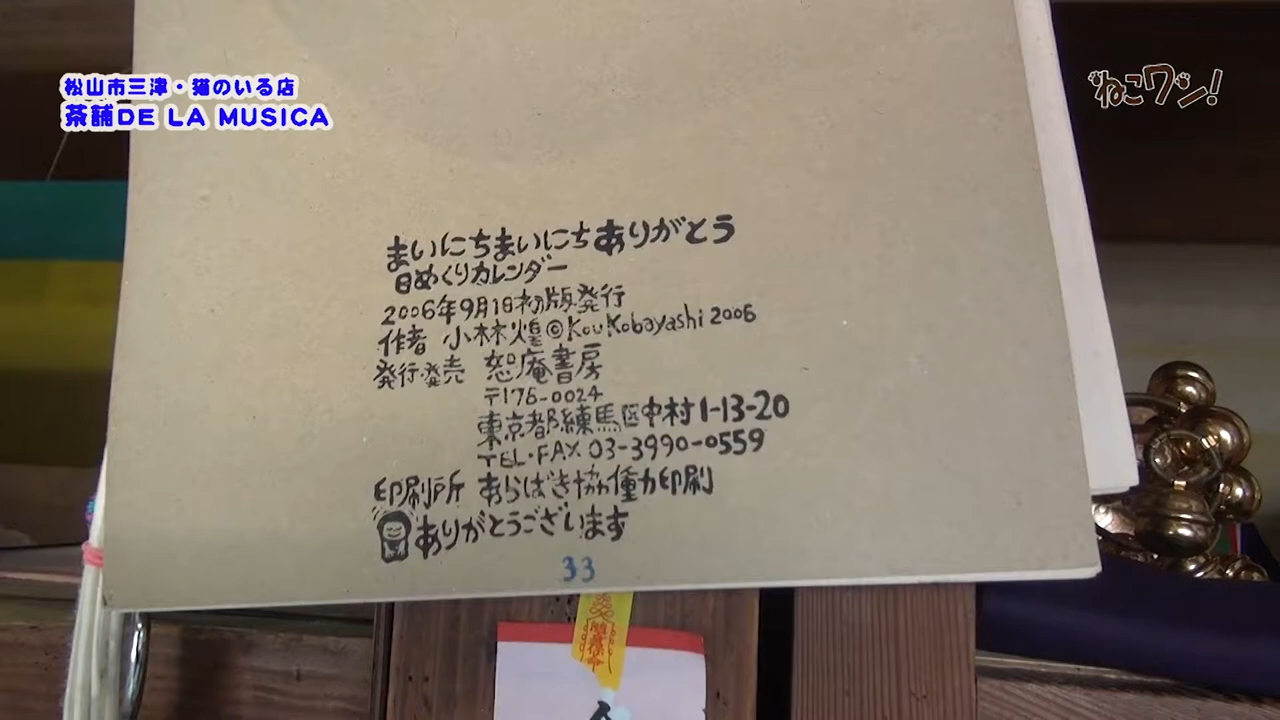 松山市三津・猫のいる店
茶舗DE LA MUSICA
ねこワン!
まいにちまいにちありがとう
日めくりカレンダー
2006年9月1日初版発行
作者 小林煌©Kou Kobayashi 2006
発行・発売 恕庵書房
〒176-0024
東京都練馬区中村1-13-20
TEL・FAX 03-3990-0559
印刷所 あらばき協働印刷
ありがとうございます
33